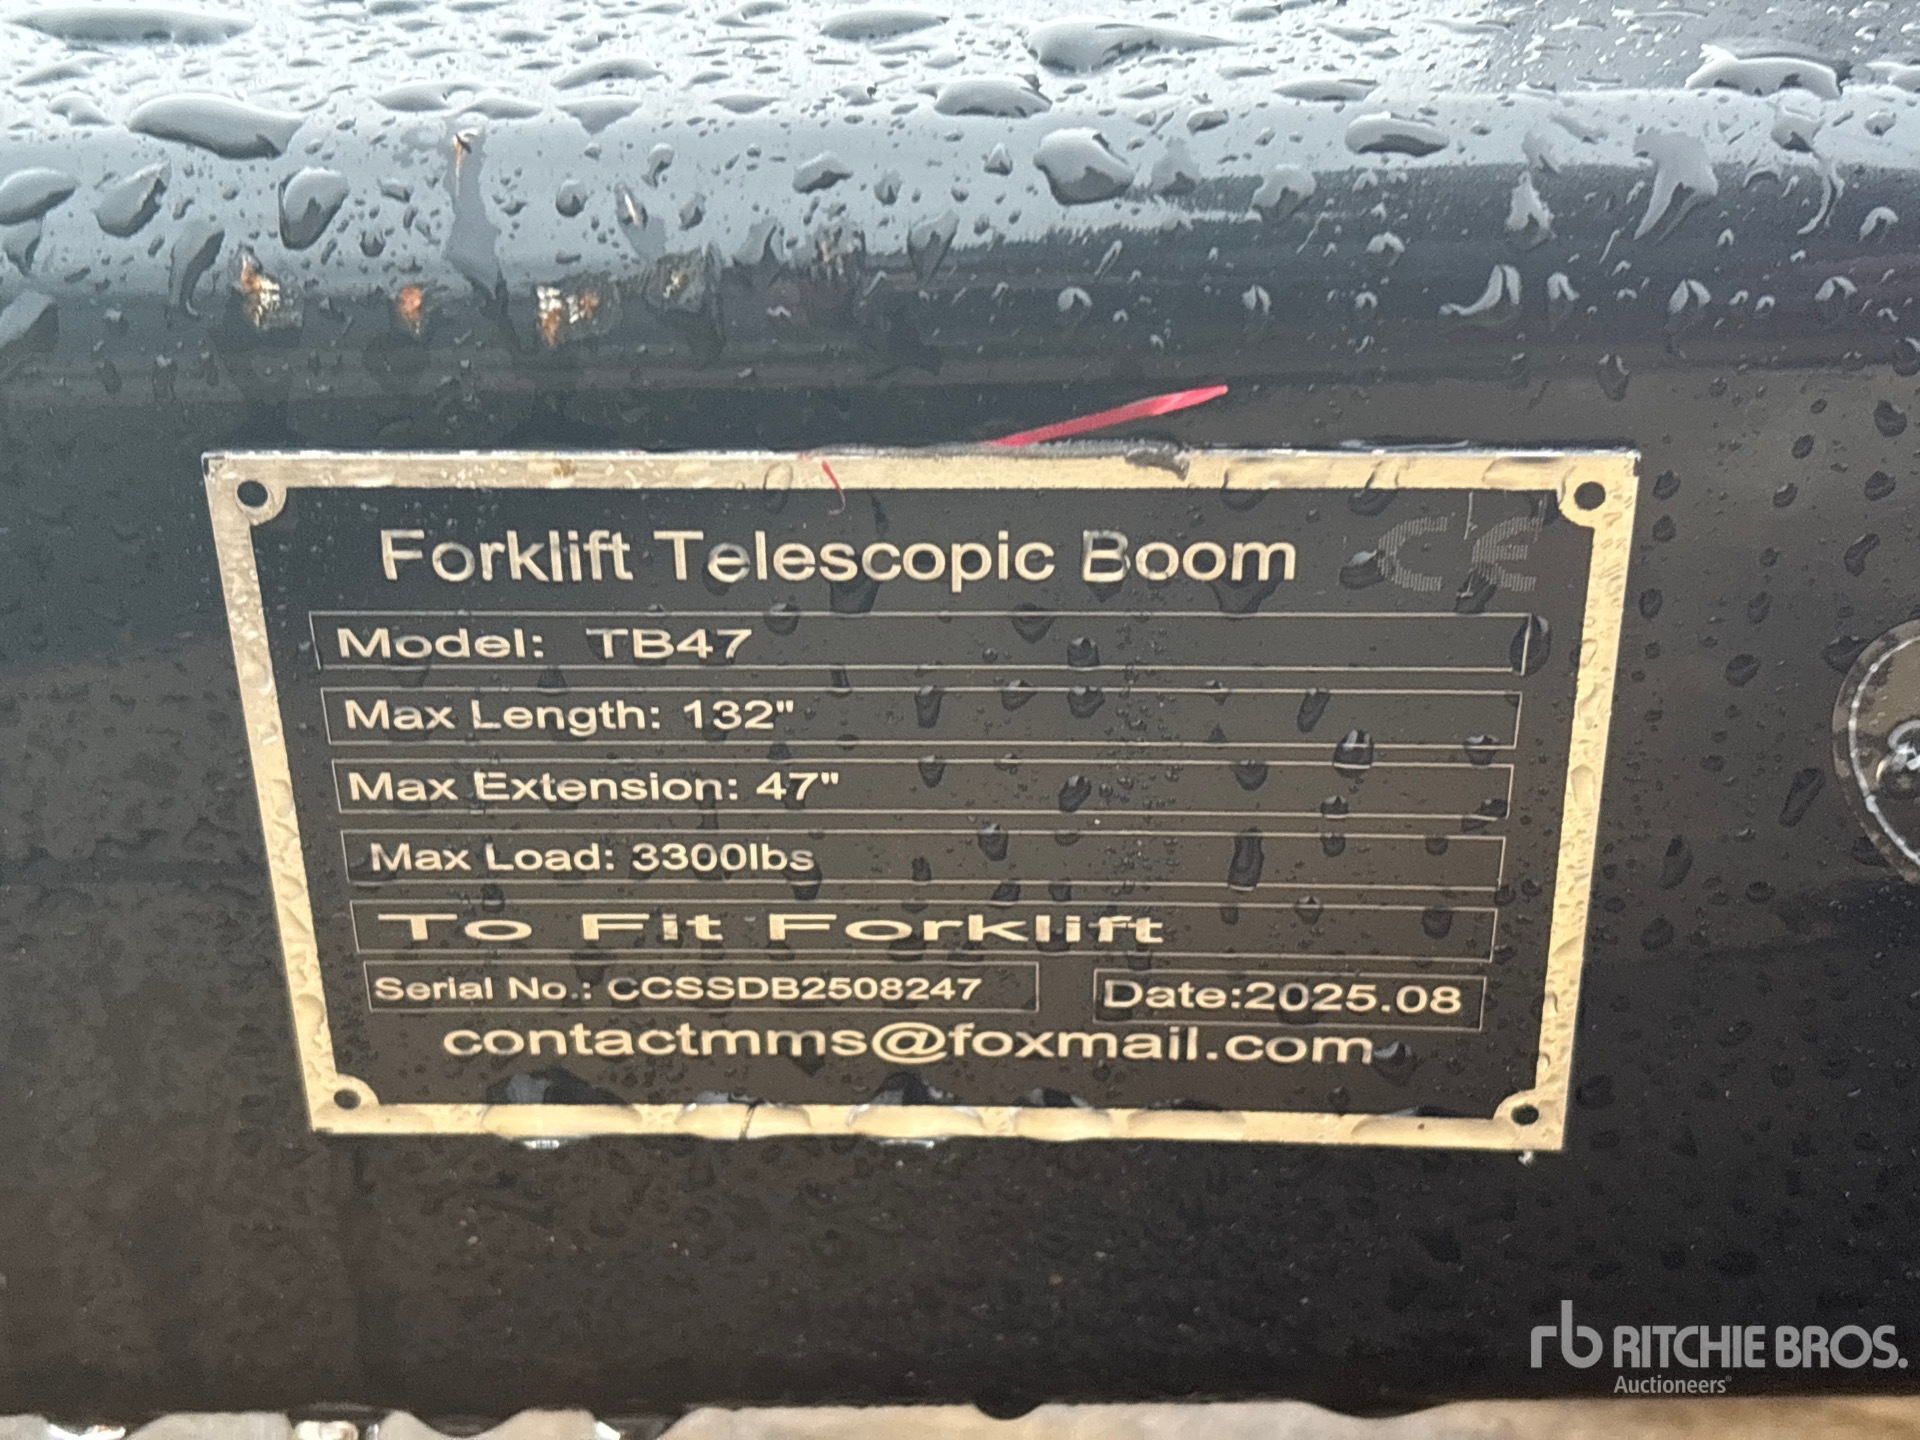 Forklift Telescopic Boom CE
Model: TB47
Max Length: 132"
Max Extension: 47"
Max Load: 3300lbs
To Fit Forklift
Serial No.: CCSSDB2508247 Date:2025.08
contactmms@foxmail.com
rb RITCHIE BROS.
Auctioneers®